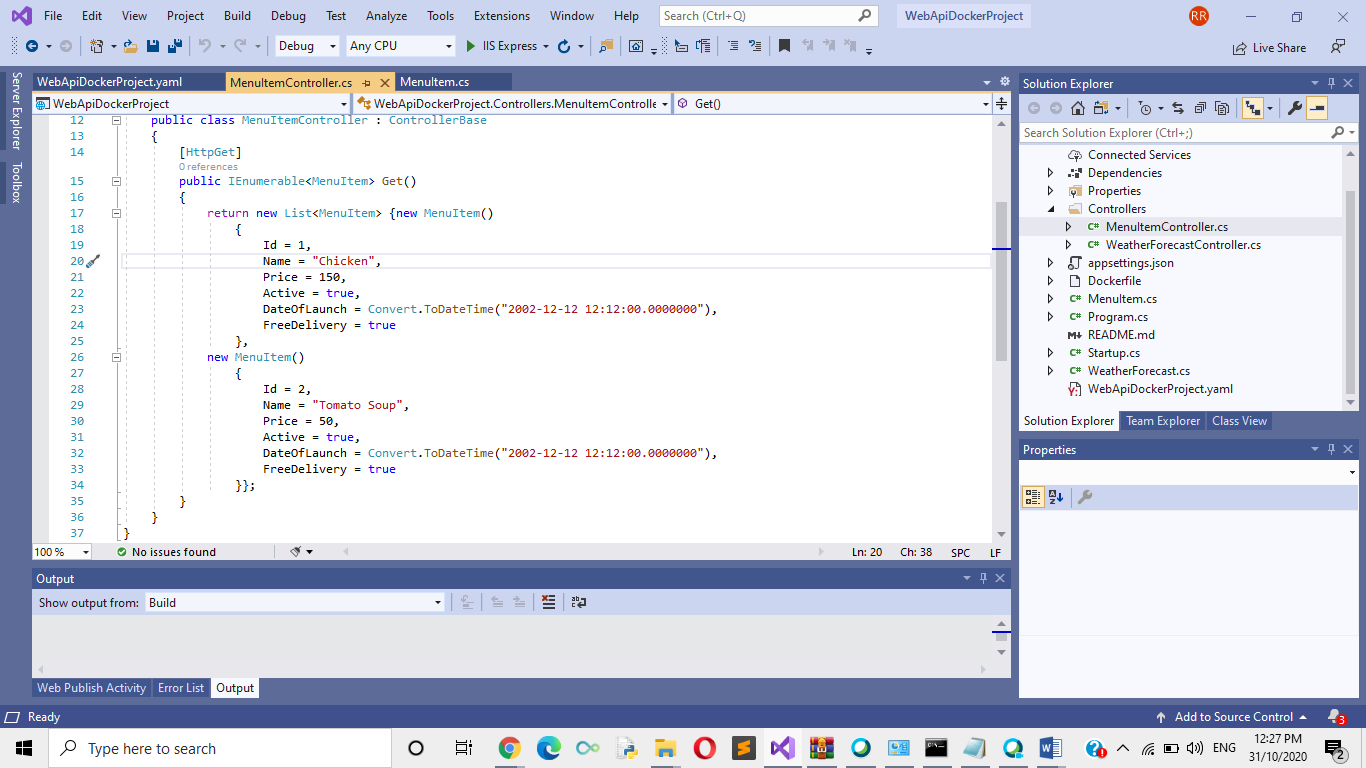 File Edit View Project Build Debug Test Analyze Tools Extensions Window Help Search (Ctrl+Q) WebApiDockerProject RR
Debug Any CPU IIS Express Live Share
Server Explorer
Toolbox
WebApiDockerProject.yaml MenuItemController.cs MenuItem.cs
WebApiDockerProject WebApiDockerProject.Controllers.MenuItemControlle Get()
12 public class MenuItemController : ControllerBase
13 {
14 [HttpGet]
0 references
15 public IEnumerable<MenuItem> Get()
16 {
17 return new List<MenuItem> {new MenuItem()
18 {
19 Id = 1,
20 Name = "Chicken",
21 Price = 150,
22 Active = true,
23 DateOfLaunch = Convert.ToDateTime("2002-12-12 12:12:00.0000000"),
24 FreeDelivery = true
25 },
26 new MenuItem()
27 {
28 Id = 2,
29 Name = "Tomato Soup",
30 Price = 50,
31 Active = true,
32 DateOfLaunch = Convert.ToDateTime("2002-12-12 12:12:00.0000000"),
33 FreeDelivery = true
34 }};
35 }
36 }
37 }
100 % No issues found Ln: 20 Ch: 38 SPC LF
Output
Show output from: Build
Web Publish Activity Error List Output
Solution Explorer
Search Solution Explorer (Ctrl+;)
Connected Services
Dependencies
Properties
Controllers
C# MenuItemController.cs
C# WeatherForecastController.cs
appsettings.json
Dockerfile
C# MenuItem.cs
C# Program.cs
README.md
C# Startup.cs
C# WeatherForecast.cs
WebApiDockerProject.yaml
Solution Explorer Team Explorer Class View
Properties
Ready Add to Source Control 3
Type here to search ENG 12:27 PM
31/10/2020 2